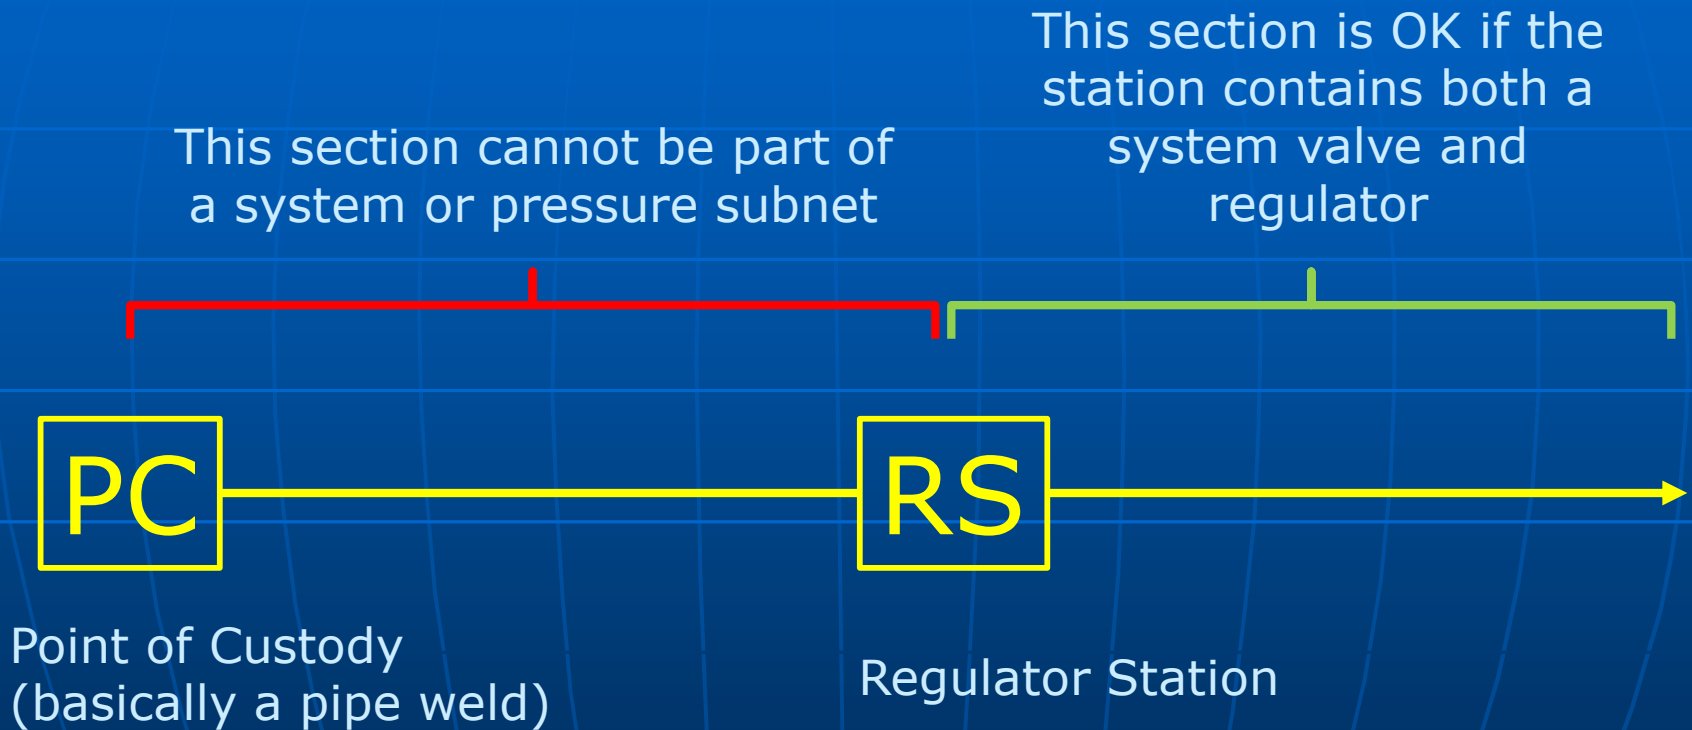 This section is OK if the
station contains both a
system valve and
regulator
This section cannot be part of
a system or pressure subnet
PC
RS
Point of Custody
(basically a pipe weld)
Regulator Station